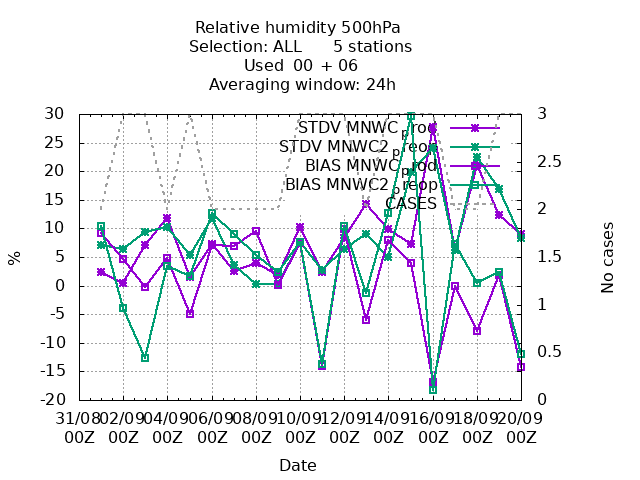 Relative humidity 500hPa
Selection: ALL 5 stations
Used 00 + 06
Averaging window: 24h
30
25
20
15
10
5
0
-5
-10
-15
-20
%
3
2.5
2
1.5
1
0.5
0
No cases
STDV MNWC_prod
STDV MNWC2_preop
BIAS MNWC_prod
BIAS MNWC2_preop
CASES
31/08 02/09 04/09 06/09 08/09 10/09 12/09 14/09 16/09 18/09 20/09
00Z 00Z 00Z 00Z 00Z 00Z 00Z 00Z 00Z 00Z 00Z
Date